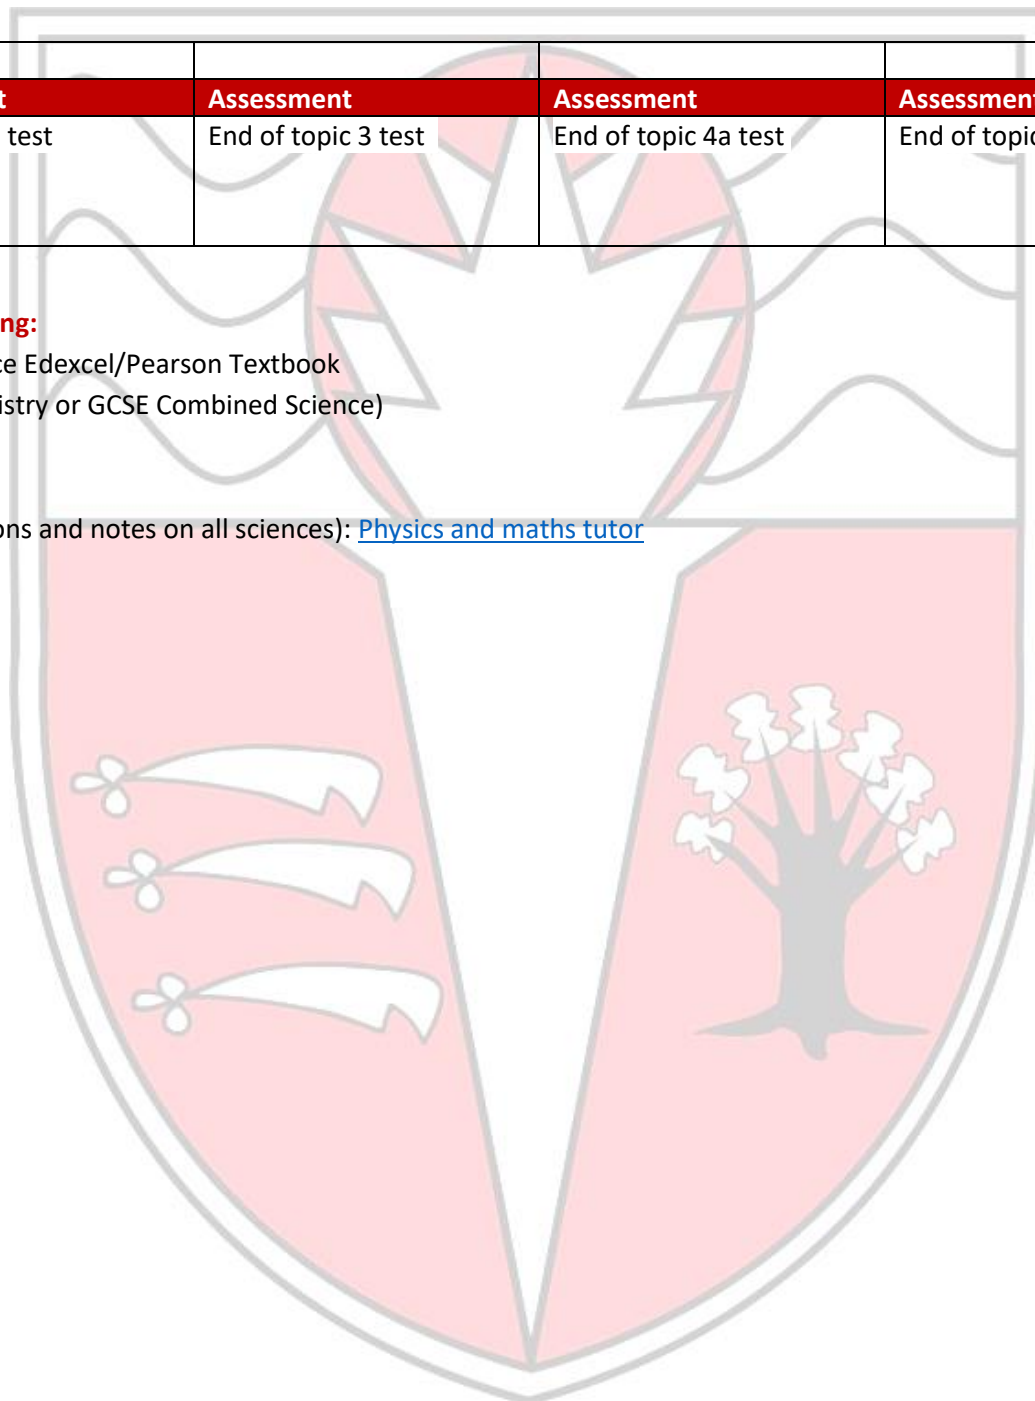 t Assessment Assessment Assessment
test End of topic 3 test End of topic 4a test End of topic
ng:
ce Edexcel/Pearson Textbook
istry or GCSE Combined Science)
ons and notes on all sciences): Physics and maths tutor